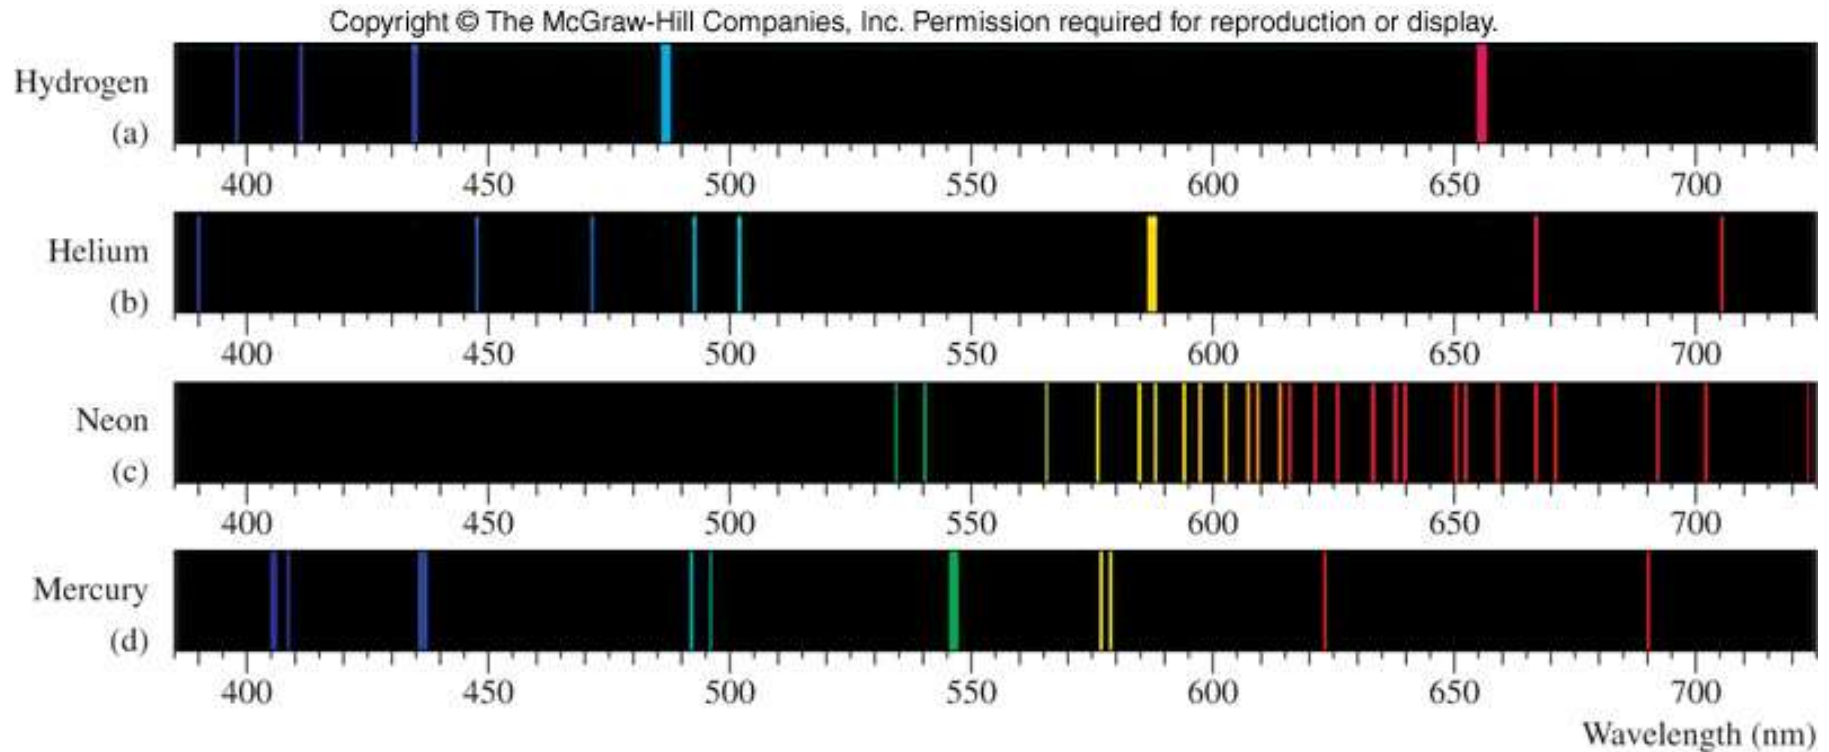 Copyright © The McGraw-Hill Companies, Inc. Permission required for reproduction or display.
Hydrogen
(a)
400 450 500 550 600 650 700
Helium
(b)
400 450 500 550 600 650 700
Neon
(c)
400 450 500 550 600 650 700
Mercury
(d)
400 450 500 550 600 650 700
Wavelength (nm)